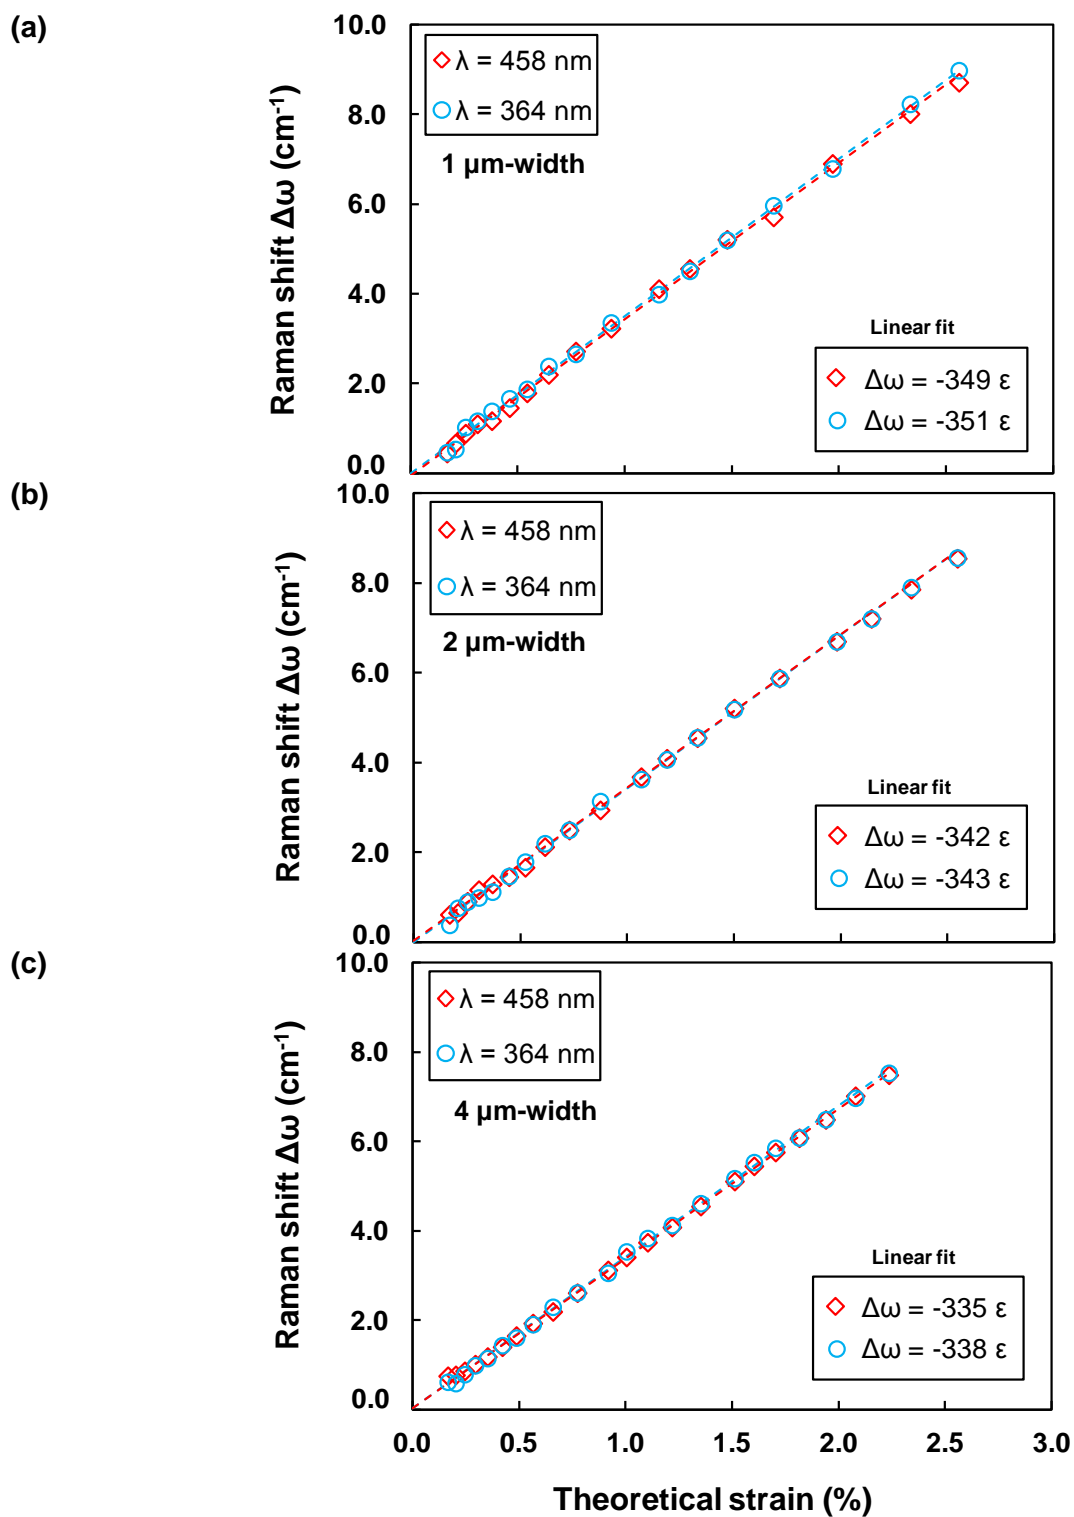 (a)
10.0
8.0
6.0
4.0
2.0
0.0
Raman shift Δω (cm-1)
λ = 458 nm
λ = 364 nm
1 µm-width
Linear fit
Δω = -349 ε
Δω = -351 ε
(b)
10.0
8.0
6.0
4.0
2.0
0.0
Raman shift Δω (cm-1)
λ = 458 nm
λ = 364 nm
2 µm-width
Linear fit
Δω = -342 ε
Δω = -343 ε
(c)
10.0
8.0
6.0
4.0
2.0
0.0
Raman shift Δω (cm-1)
λ = 458 nm
λ = 364 nm
4 µm-width
Linear fit
Δω = -335 ε
Δω = -338 ε
0.0 0.5 1.0 1.5 2.0 2.5 3.0
Theoretical strain (%)